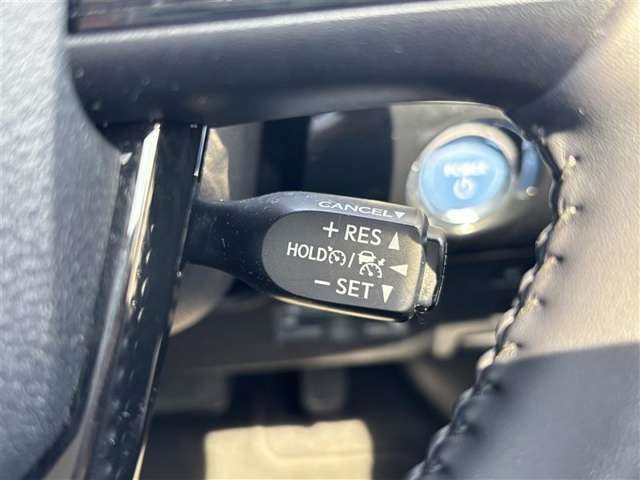 CANCEL▼
+ RES ▲
HOLD / ◀
− SET ▼
POWER